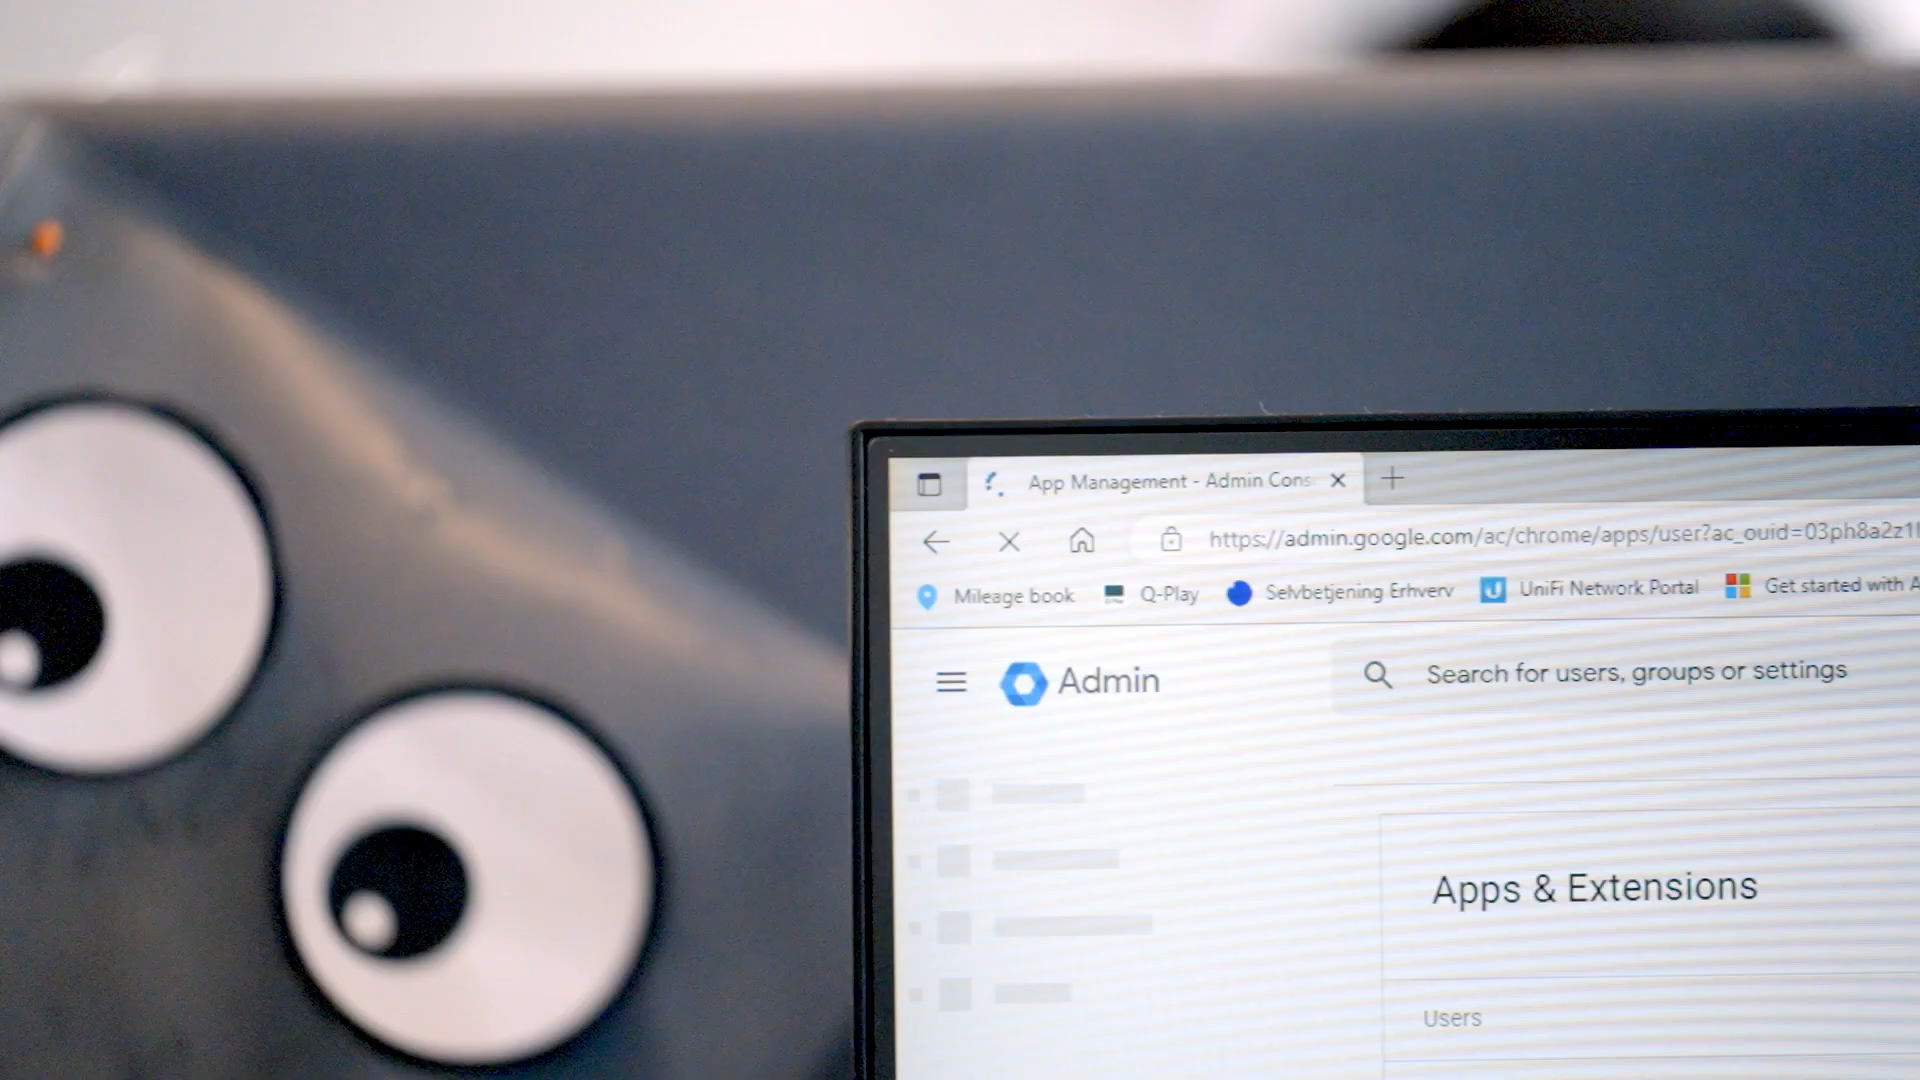 App Management - Admin Cons
https://admin.google.com/ac/chrome/apps/user?ac_ouid=03ph8a2z1
Mileage book Q-Play Selvbetjening Erhverv UniFi Network Portal Get started with A
Admin
Search for users, groups or settings
Apps & Extensions
Users